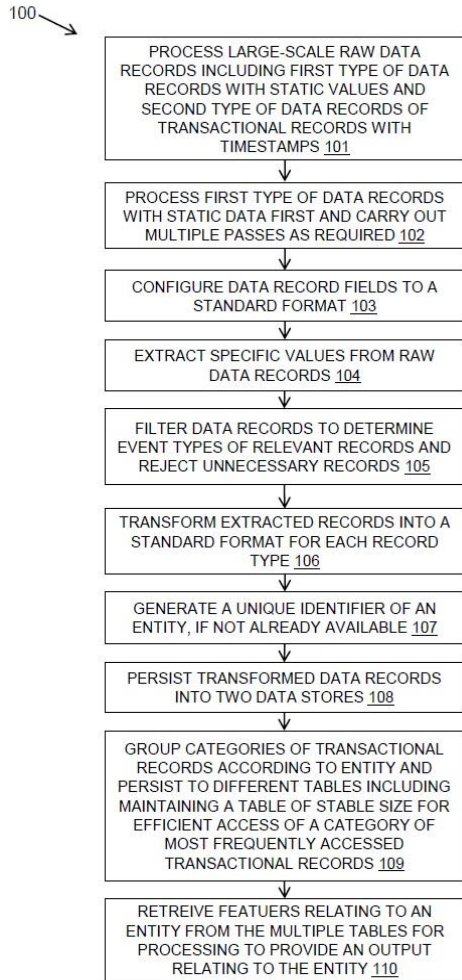 100
PROCESS LARGE-SCALE RAW DATA
RECORDS INCLUDING FIRST TYPE OF DATA
RECORDS WITH STATIC VALUES AND
SECOND TYPE OF DATA RECORDS OF
TRANSACTIONAL RECORDS WITH
TIMESTAMPS 101
PROCESS FIRST TYPE OF DATA RECORDS
WITH STATIC DATA FIRST AND CARRY OUT
MULTIPLE PASSES AS REQUIRED 102
CONFIGURE DATA RECORD FIELDS TO A
STANDARD FORMAT 103
EXTRACT SPECIFIC VALUES FROM RAW
DATA RECORDS 104
FILTER DATA RECORDS TO DETERMINE
EVENT TYPES OF RELEVANT RECORDS AND
REJECT UNNECESSARY RECORDS 105
TRANSFORM EXTRACTED RECORDS INTO A
STANDARD FORMAT FOR EACH RECORD
TYPE 106
GENERATE A UNIQUE IDENTIFIER OF AN
ENTITY, IF NOT ALREADY AVAILABLE 107
PERSIST TRANSFORMED DATA RECORDS
INTO TWO DATA STORES 108
GROUP CATEGORIES OF TRANSACTIONAL
RECORDS ACCORDING TO ENTITY AND
PERSIST TO DIFFERENT TABLES INCLUDING
MAINTAINING A TABLE OF STABLE SIZE FOR
EFFICIENT ACCESS OF A CATEGORY OF
MOST FREQUENTLY ACCESSED
TRANSACTIONAL RECORDS 109
RETREIVE FEATUERS RELATING TO AN
ENTITY FROM THE MULTIPLE TABLES FOR
PROCESSING TO PROVIDE AN OUTPUT
RELATING TO THE ENTITY 110